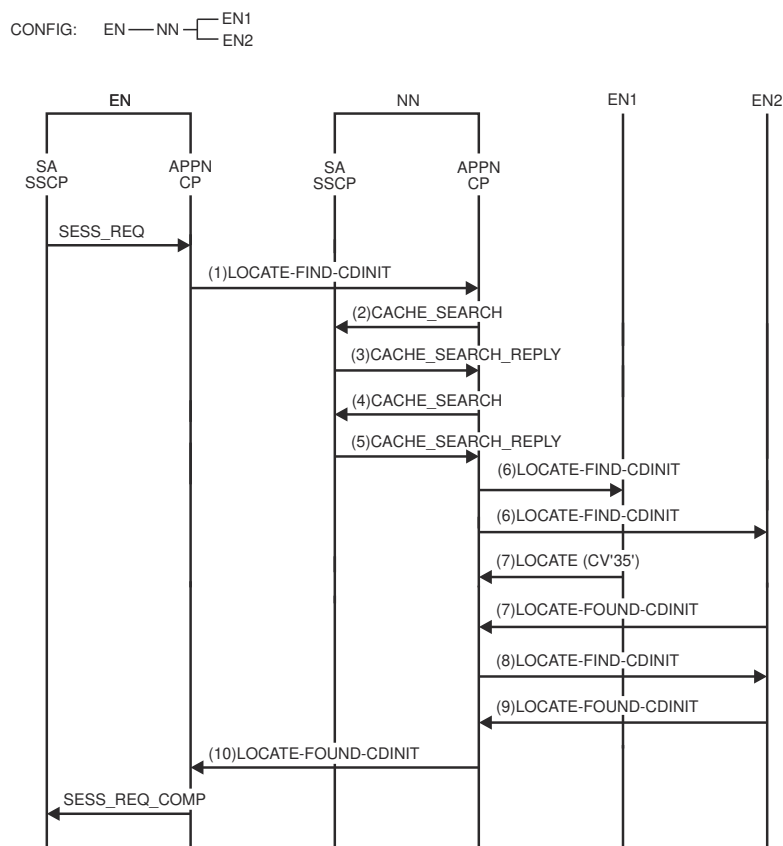 CONFIG: EN NN EN1
EN2
EN NN EN1 EN2
SA APPN SA APPN
SSCP CP SSCP CP
SESS_REQ
(1)LOCATE-FIND-CDINIT
(2)CACHE_SEARCH
(3)CACHE_SEARCH_REPLY
(4)CACHE_SEARCH
(5)CACHE_SEARCH_REPLY
(6)LOCATE-FIND-CDINIT
(6)LOCATE-FIND-CDINIT
(7)LOCATE (CV'35')
(7)LOCATE-FOUND-CDINIT
(8)LOCATE-FIND-CDINIT
(9)LOCATE-FOUND-CDINIT
(10)LOCATE-FOUND-CDINIT
SESS_REQ_COMP